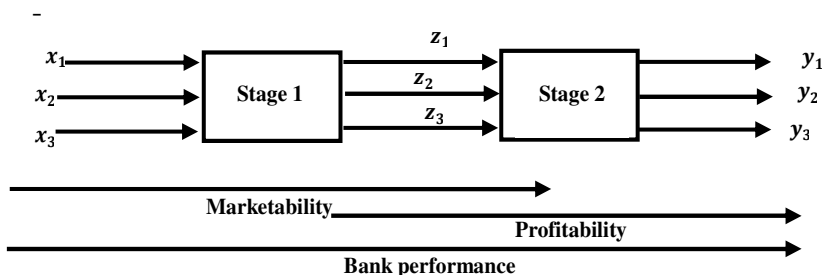 x₁ z₁ y₁
x₂ Stage 1 z₂ Stage 2 y₂
x₃ z₃ y₃
Marketability
Profitability
Bank performance